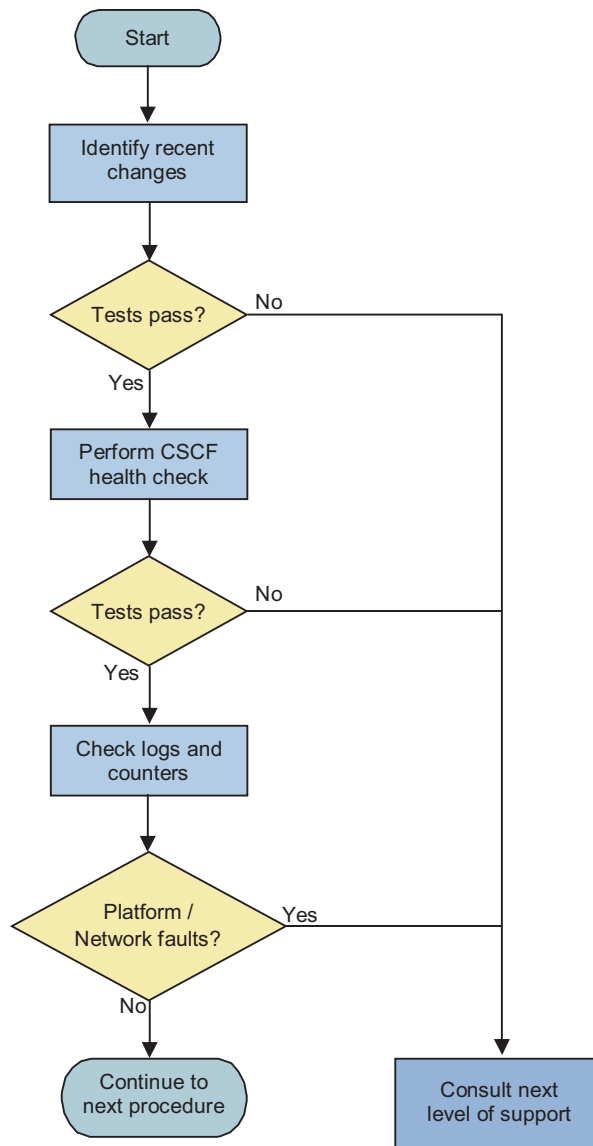 Start
Identify recent
changes
Tests pass?
No
Yes
Perform CSCF
health check
Tests pass?
No
Yes
Check logs and
counters
Platform /
Network faults?
Yes
No
Continue to
next procedure
Consult next
level of support